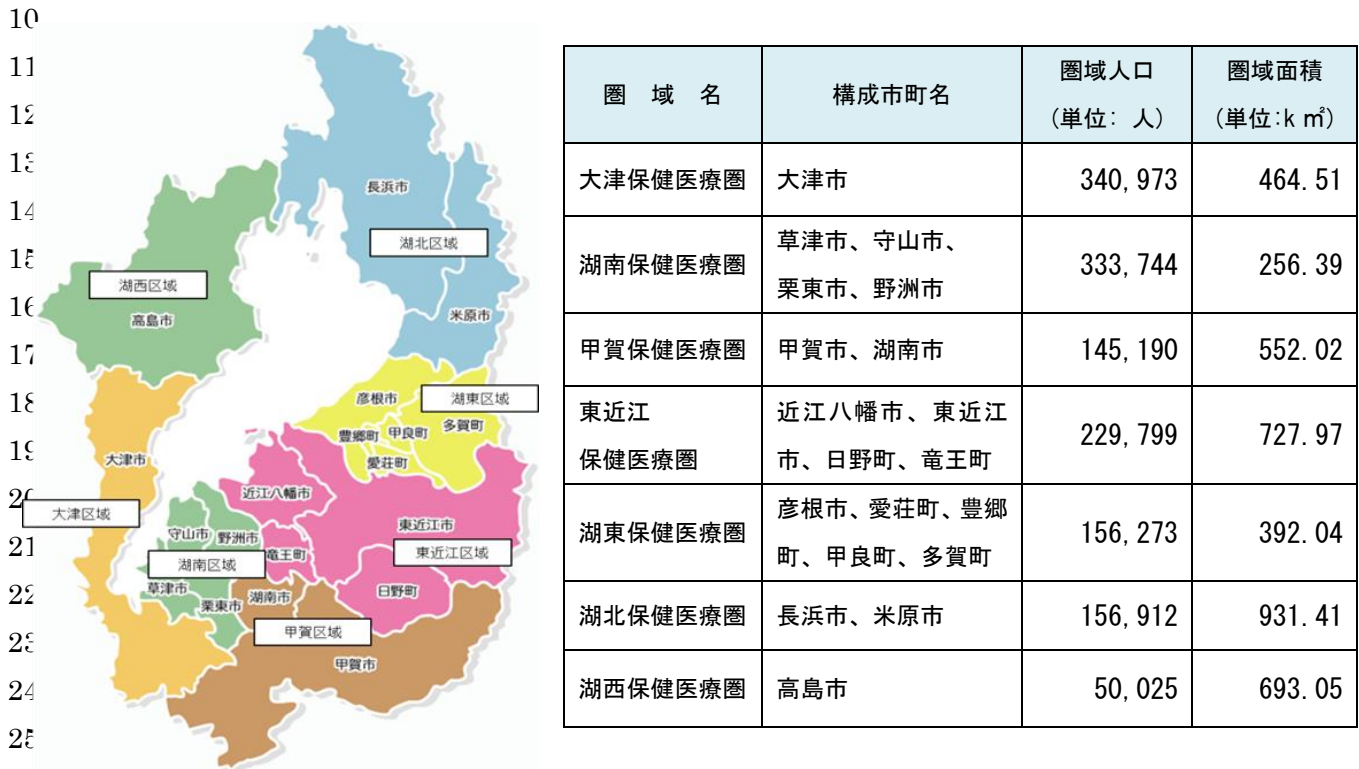 10
11
12
13
14
15
16
17
18
19
20
21
22
23
24
25
長浜市
湖北区域
湖西区域
高島市
米原市
彦根市
湖東区域
多賀町
豊郷町
甲良町
愛荘町
大津市
近江八幡市
大津区域
東近江市
守山市
野洲市
竜王町
東近江区域
湖南区域
草津市
日野町
栗東市
湖南市
甲賀区域
甲賀市
圏 域 名 構成市町名 圏域人口 圏域面積
(単位: 人) (単位:k㎡)
大津保健医療圏 大津市 340,973 464.51
湖南保健医療圏 草津市、守山市、 333,744 256.39
栗東市、野洲市
甲賀保健医療圏 甲賀市、湖南市 145,190 552.02
東近江 近江八幡市、東近江 229,799 727.97
保健医療圏 市、日野町、竜王町
湖東保健医療圏 彦根市、愛荘町、豊郷 156,273 392.04
町、甲良町、多賀町
湖北保健医療圏 長浜市、米原市 156,912 931.41
湖西保健医療圏 高島市 50,025 693.05